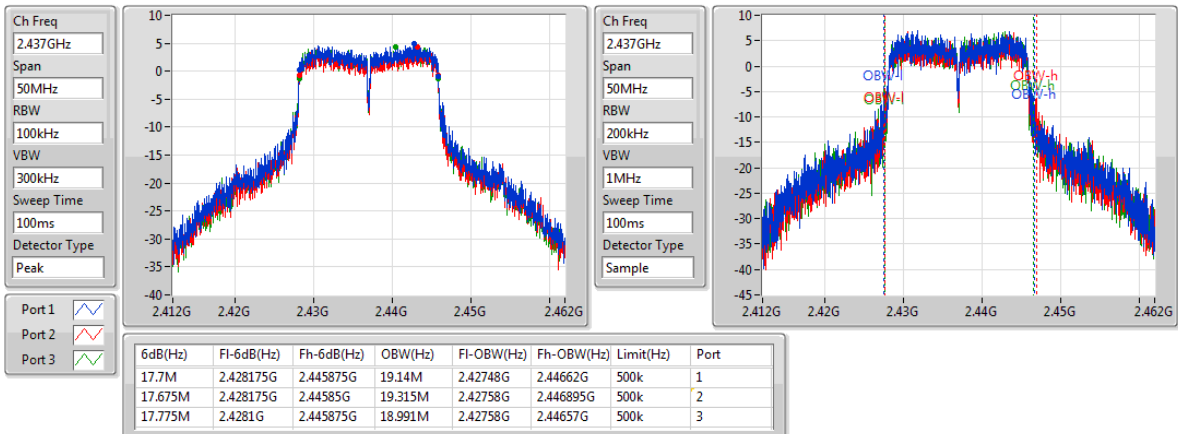 Ch Freq
2.437GHz
Span
50MHz
RBW
100kHz
VBW
300kHz
Sweep Time
100ms
Detector Type
Peak
10
5
0
-5
-10
-15
-20
-25
-30
-35
-40
2.412G 2.42G 2.43G 2.44G 2.45G 2.462G
Ch Freq
2.437GHz
Span
50MHz
RBW
200kHz
VBW
1MHz
Sweep Time
100ms
Detector Type
Sample
10
5
0
-5
-10
-15
-20
-25
-30
-35
-40
-45
OBW-l
OBW-l
OBW-h
OBW-h
OBW-h
2.412G 2.42G 2.43G 2.44G 2.45G 2.462G
Port 1
Port 2
Port 3
6dB(Hz) Fl-6dB(Hz) Fh-6dB(Hz) OBW(Hz) Fl-OBW(Hz) Fh-OBW(Hz) Limit(Hz) Port
17.7M 2.428175G 2.445875G 19.14M 2.42748G 2.44662G 500k 1
17.675M 2.428175G 2.44585G 19.315M 2.42758G 2.446895G 500k 2
17.775M 2.4281G 2.445875G 18.991M 2.42758G 2.44657G 500k 3